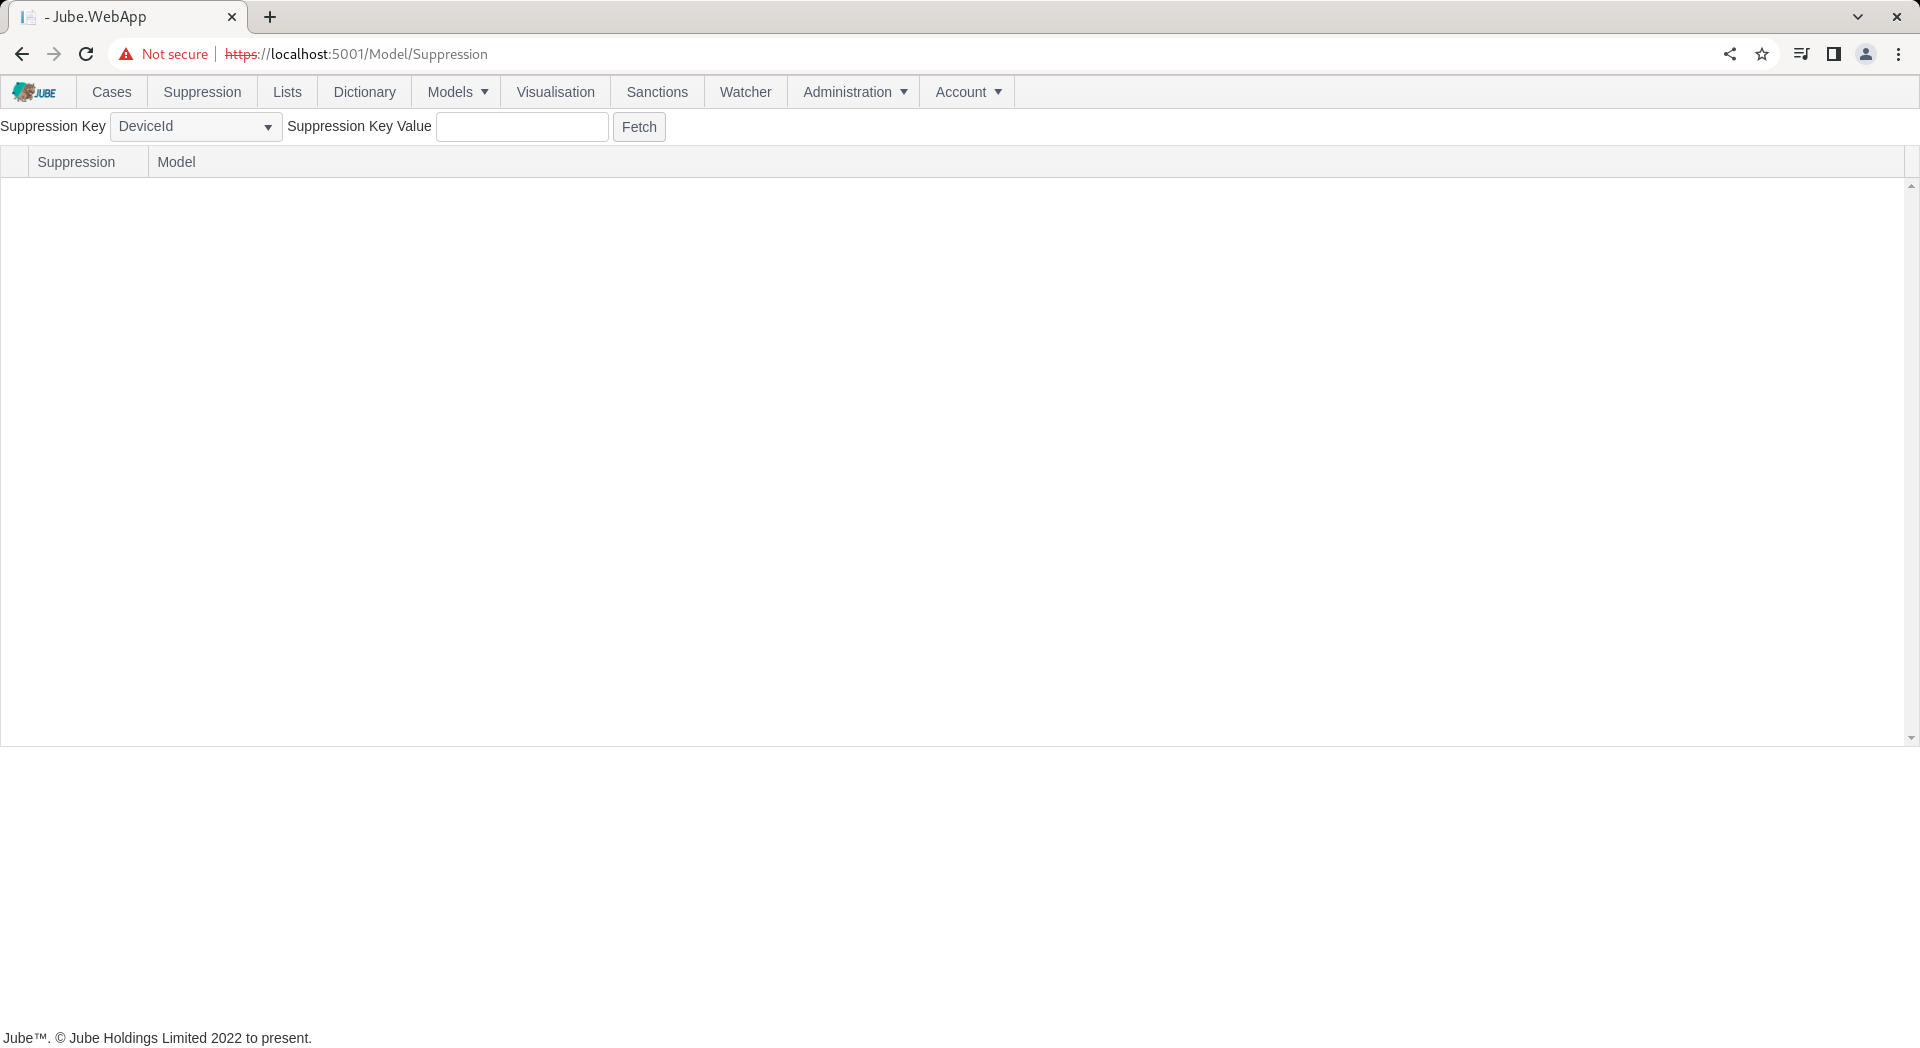 - Jube.WebApp
Not secure https://localhost:5001/Model/Suppression
JUBE Cases Suppression Lists Dictionary Models Visualisation Sanctions Watcher Administration Account
Suppression Key DeviceId Suppression Key Value Fetch
Suppression Model
Jube™. © Jube Holdings Limited 2022 to present.